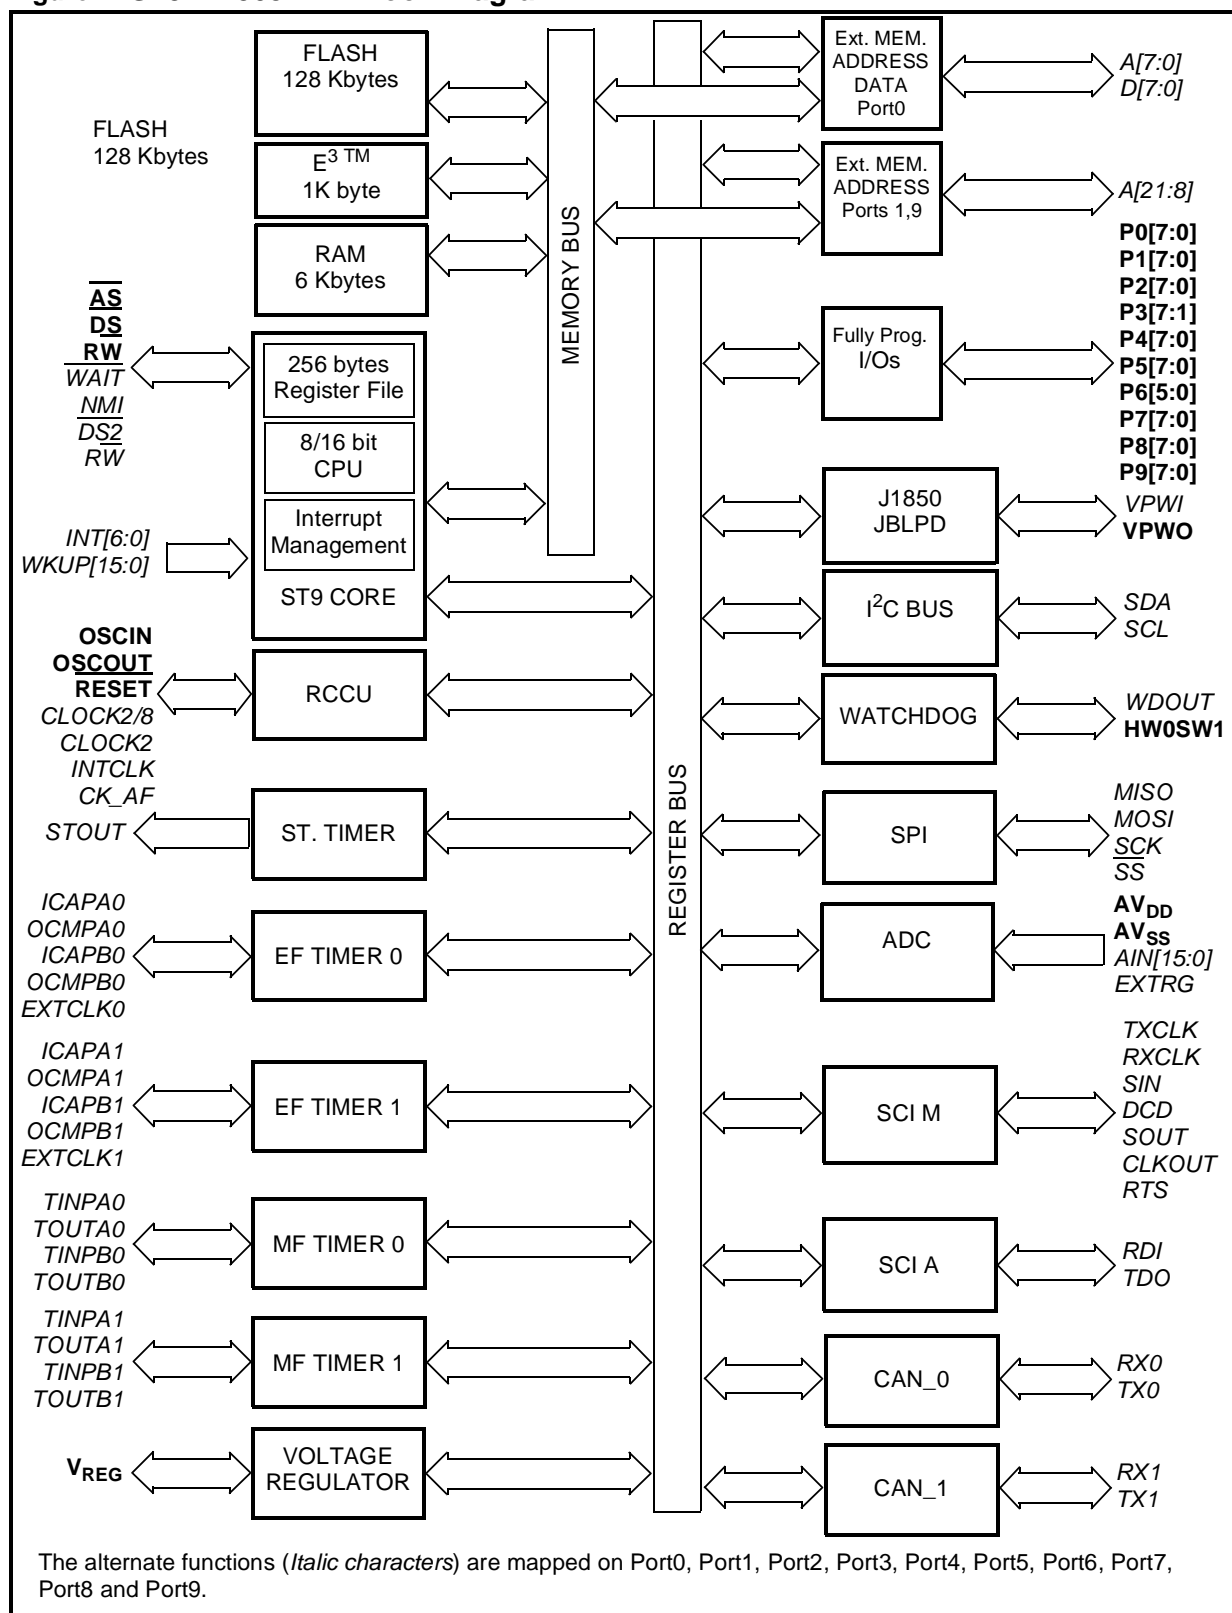 FLASH
128 Kbytes
FLASH
128 Kbytes
E3 TM
1K byte
RAM
6 Kbytes
AS
DS
RW
WAIT
NMI
DS2
RW
256 bytes
Register File
8/16 bit
CPU
Interrupt
Management
ST9 CORE
INT[6:0]
WKUP[15:0]
OSCIN
OSCOUT
RESET
CLOCK2/8
CLOCK2
INTCLK
CK_AF
RCCU
STOUT
ST. TIMER
ICAPA0
OCMPA0
ICAPB0
OCMPB0
EXTCLK0
EF TIMER 0
ICAPA1
OCMPA1
ICAPB1
OCMPB1
EXTCLK1
EF TIMER 1
TINPA0
TOUTA0
TINPB0
TOUTB0
MF TIMER 0
TINPA1
TOUTA1
TINPB1
TOUTB1
MF TIMER 1
VREG
VOLTAGE
REGULATOR
MEMORY BUS
REGISTER BUS
Ext. MEM.
ADDRESS
DATA
Port0
A[7:0]
D[7:0]
Ext. MEM.
ADDRESS
Ports 1,9
A[21:8]
Fully Prog.
I/Os
P0[7:0]
P1[7:0]
P2[7:0]
P3[7:1]
P4[7:0]
P5[7:0]
P6[5:0]
P7[7:0]
P8[7:0]
P9[7:0]
J1850
JBLPD
VPWI
VPWO
I2C BUS
SDA
SCL
WATCHDOG
WDOUT
HW0SW1
SPI
MISO
MOSI
SCK
SS
ADC
AVDD
AVSS
AIN[15:0]
EXTRG
SCI M
TXCLK
RXCLK
SIN
DCD
SOUT
CLKOUT
RTS
SCI A
RDI
TDO
CAN_0
RX0
TX0
CAN_1
RX1
TX1
The alternate functions (Italic characters) are mapped on Port0, Port1, Port2, Port3, Port4, Port5, Port6, Port7,
Port8 and Port9.